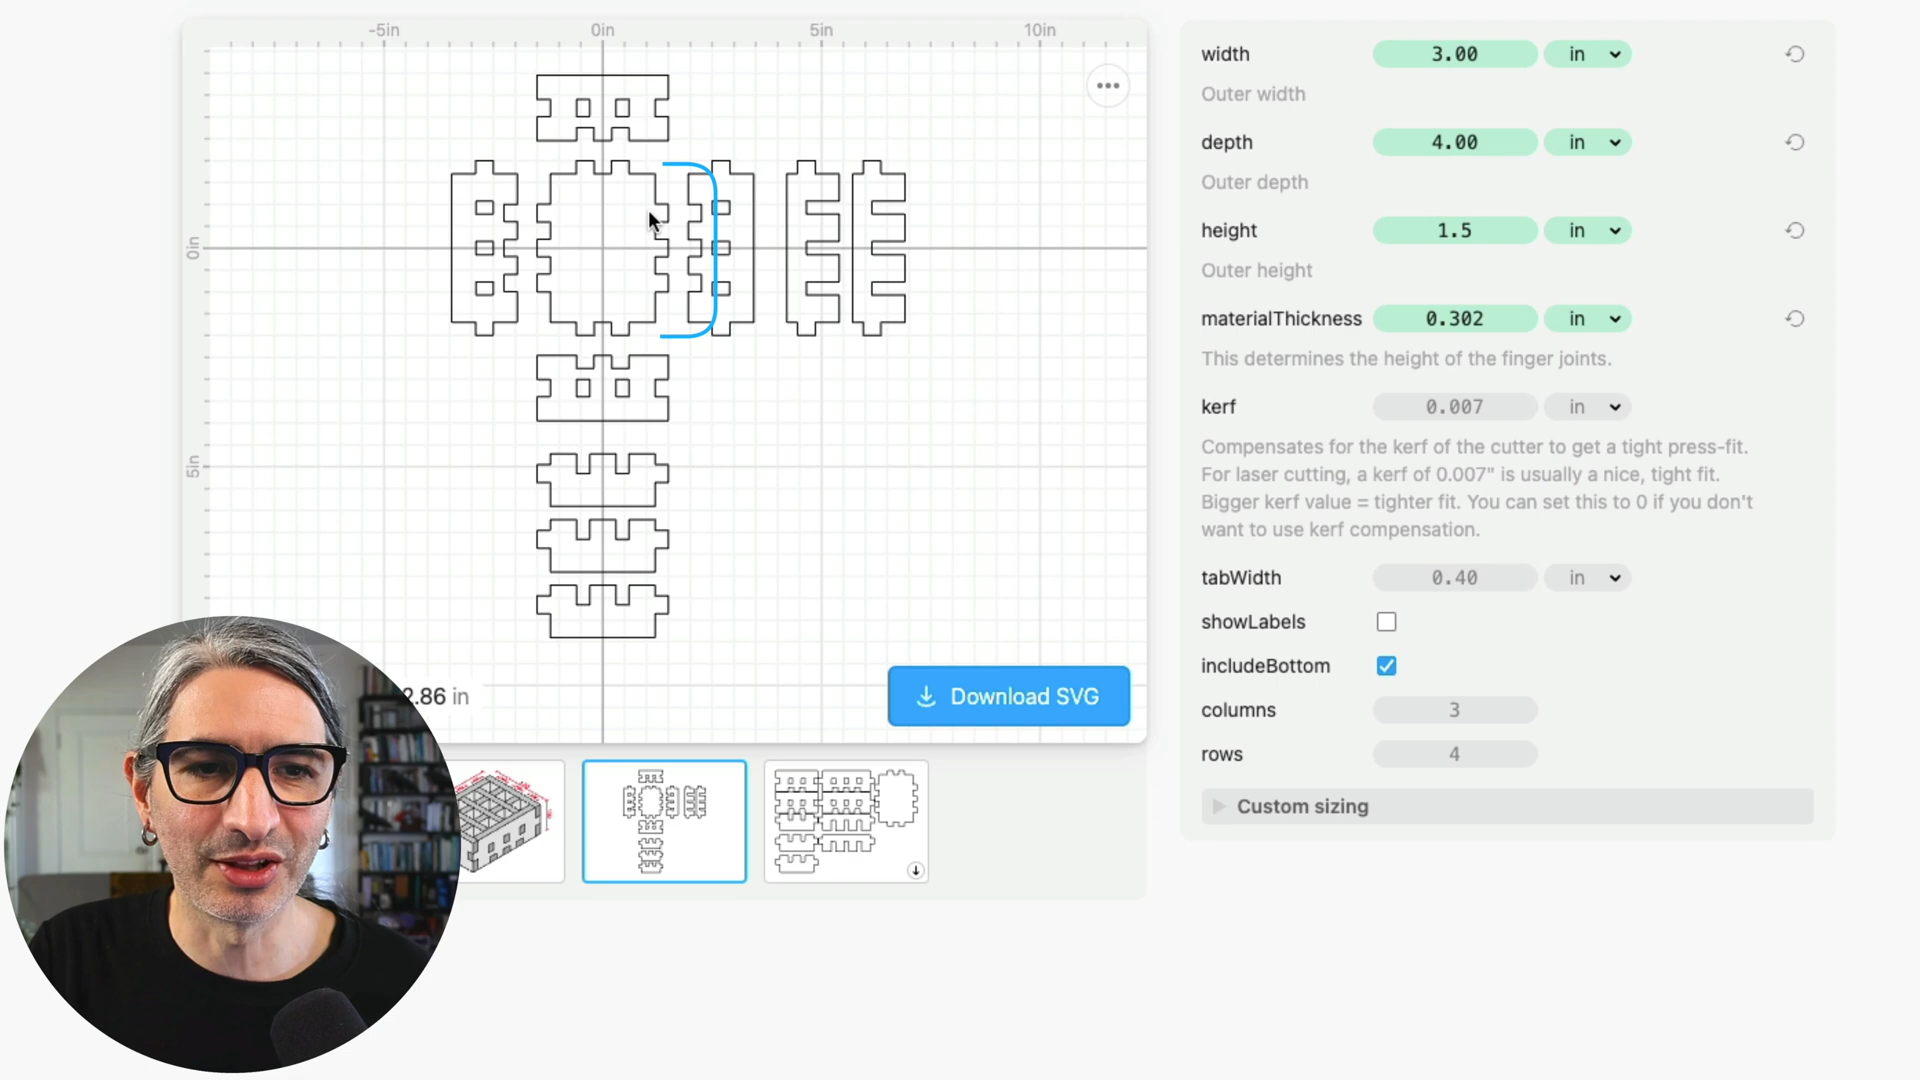 -5in 0in 5in 10in
0in
5in
2.86 in
Download SVG
width 3.00 in
Outer width
depth 4.00 in
Outer depth
height 1.5 in
Outer height
materialThickness 0.302 in
This determines the height of the finger joints.
kerf 0.007 in
Compensates for the kerf of the cutter to get a tight press-fit.
For laser cutting, a kerf of 0.007" is usually a nice, tight fit.
Bigger kerf value = tighter fit. You can set this to 0 if you don't
want to use kerf compensation.
tabWidth 0.40 in
showLabels
includeBottom
columns 3
rows 4
Custom sizing